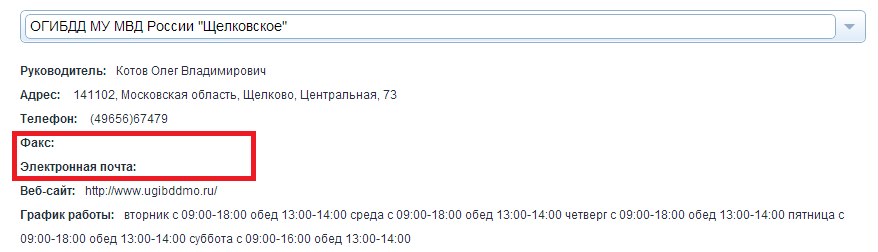 ОГИБДД МУ МВД России "Щелковское"
Руководитель: Котов Олег Владимирович
Адрес: 141102, Московская область, Щелково, Центральная, 73
Телефон: (49656)67479
Факс:
Электронная почта:
Веб-сайт: http://www.ugibddmo.ru/
График работы: вторник с 09:00-18:00 обед 13:00-14:00 среда с 09:00-18:00 обед 13:00-14:00 четверг с 09:00-18:00 обед 13:00-14:00 пятница с
09:00-18:00 обед 13:00-14:00 суббота с 09:00-16:00 обед 13:00-14:00